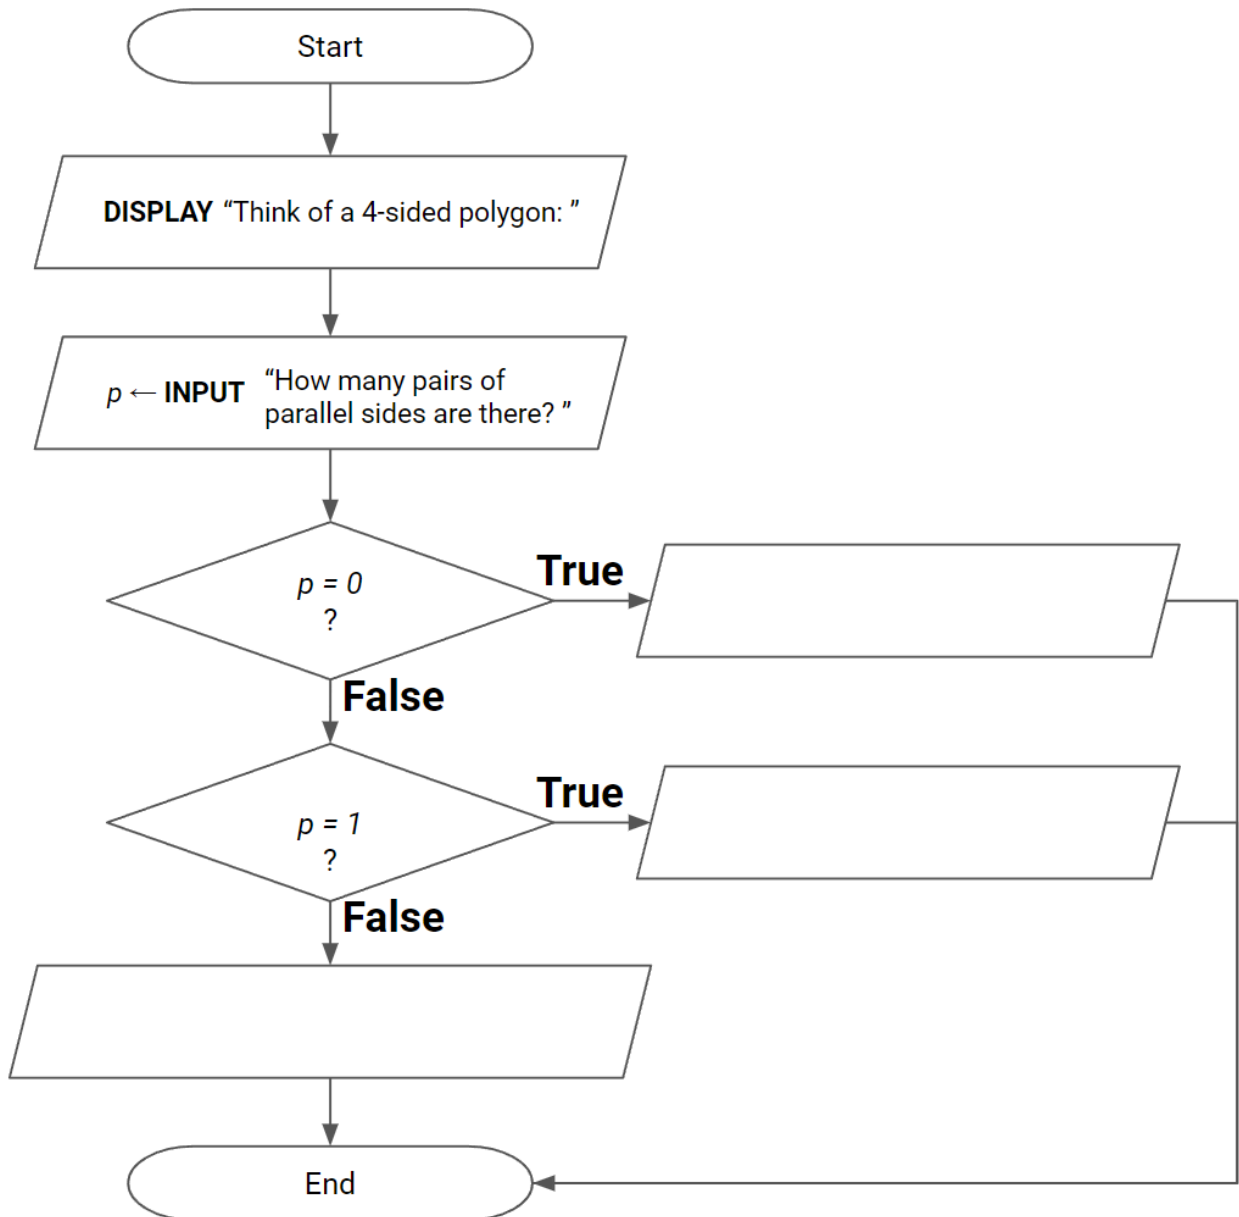 Start
DISPLAY “Think of a 4-sided polygon: ”
p ← INPUT “How many pairs of
parallel sides are there? ”
p = 0
?
True
False
p = 1
?
True
False
End